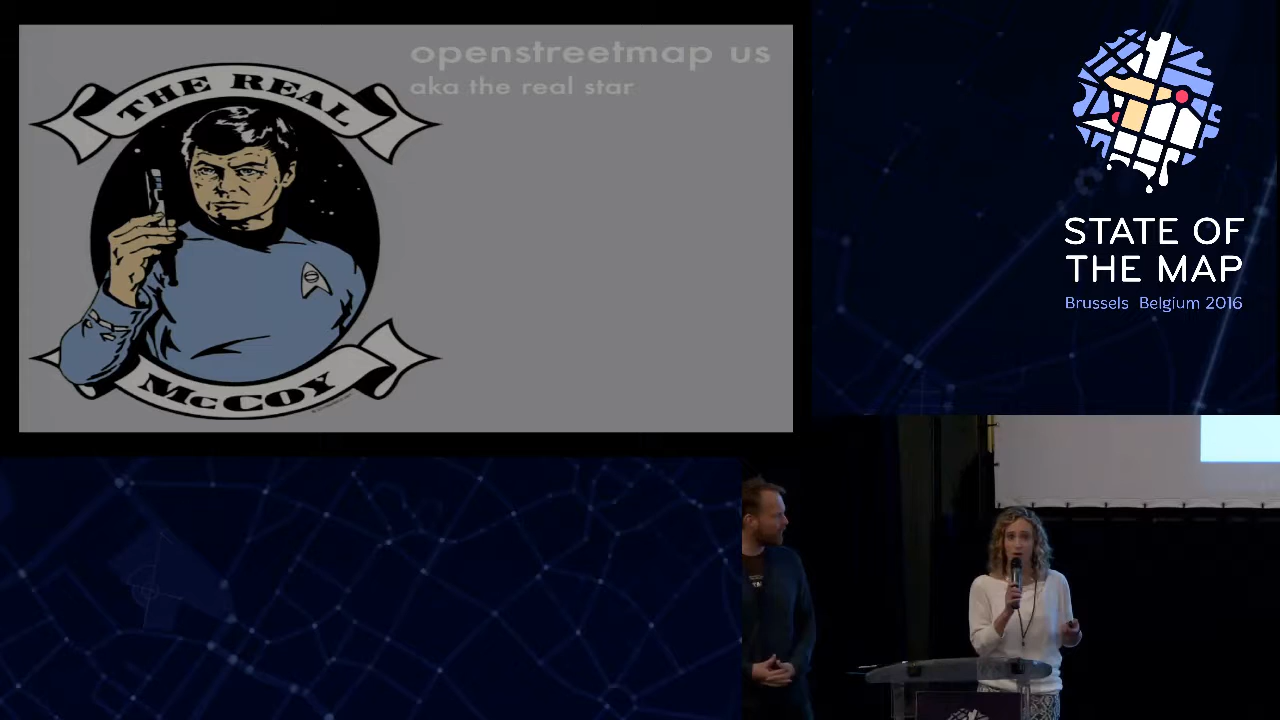 openstreetmap us
aka the real star
THE REAL
McCOY
STATE OF
THE MAP
Brussels Belgium 2016